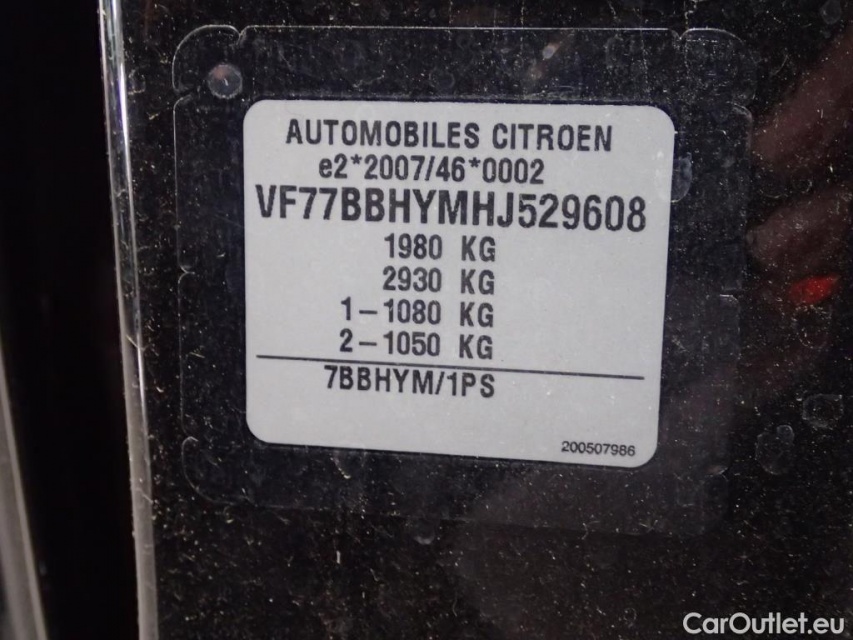 AUTOMOBILES CITROEN
e2*2007/46*0002
VF77BBHYMHJ529608
1980 KG
2930 KG
1-1080 KG
2-1050 KG
7BBHYM/1PS
200507986
CarOutlet.eu